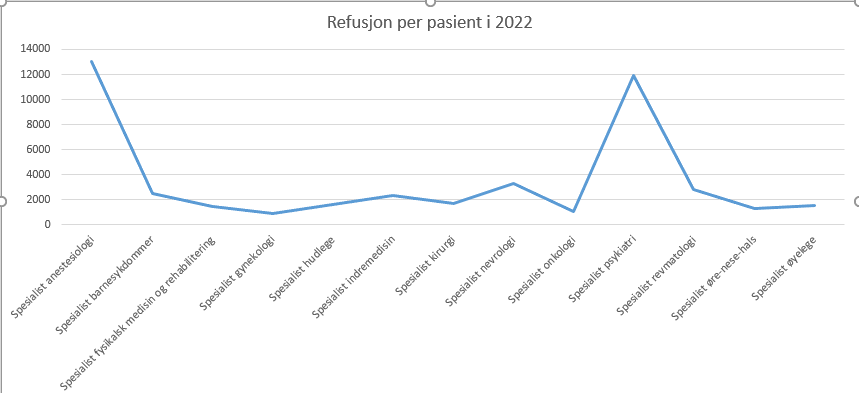 Refusjon per pasient i 2022
14000
12000
10000
8000
6000
4000
2000
0
Spesialist anestesiologi
Spesialist barnesykdommer
Spesialist fysikalsk medisin og rehabilitering
Spesialist gynekologi
Spesialist hudlege
Spesialist indremedisin
Spesialist kirurgi
Spesialist nevrologi
Spesialist onkologi
Spesialist psykiatri
Spesialist revmatologi
Spesialist øre-nese-hals
Spesialist øyelege